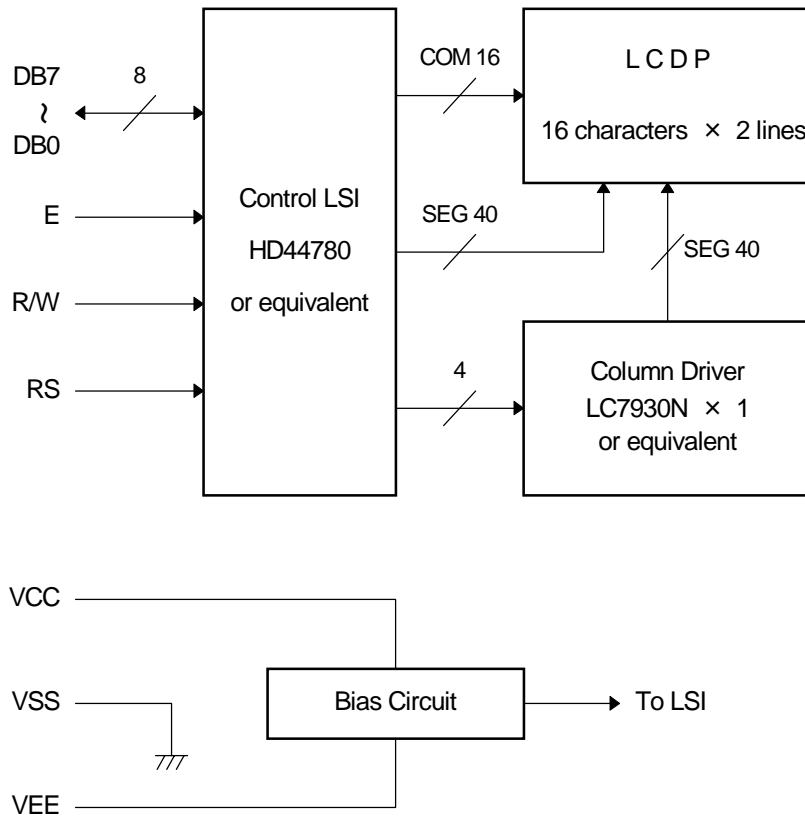 DB7
~
DB0
8
E
R/W
RS
Control LSI
HD44780
or equivalent
COM 16
SEG 40
4
L C D P
16 characters × 2 lines
SEG 40
Column Driver
LC7930N × 1
or equivalent
VCC
VSS
VEE
Bias Circuit
To LSI